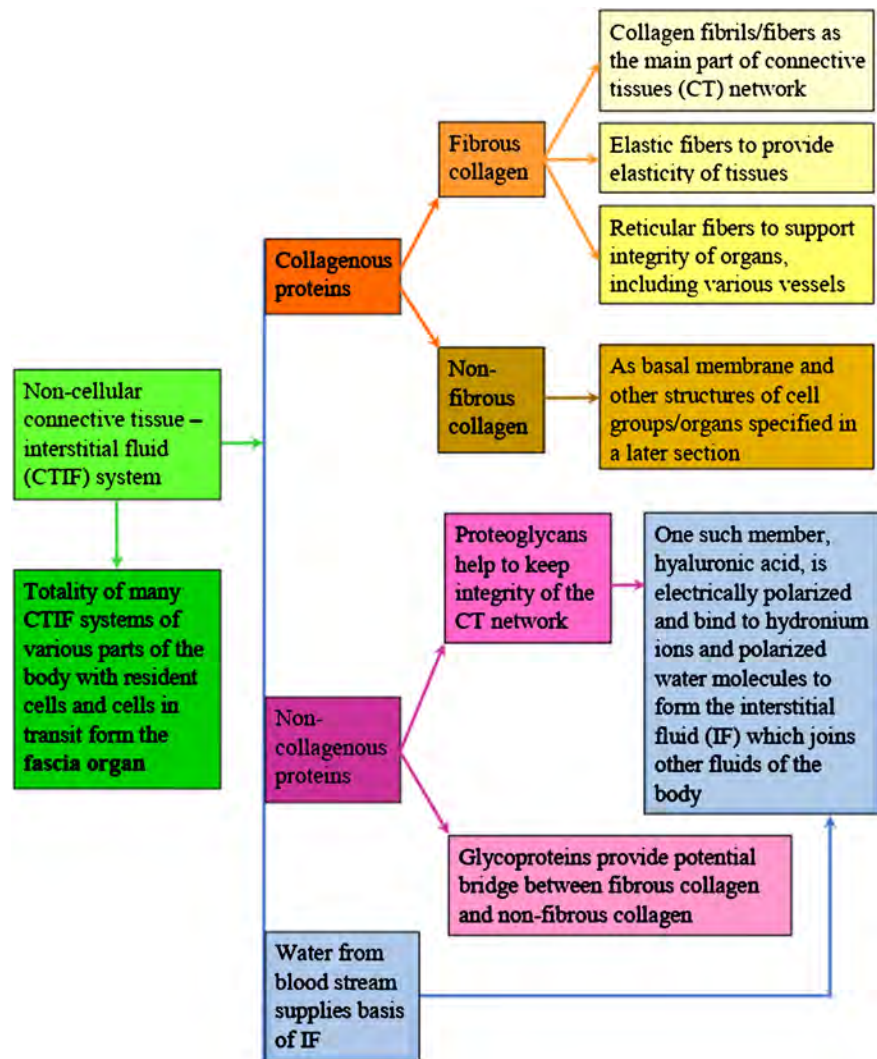 Collagen fibrils/fibers as
the main part of connective
tissues (CT) network
Fibrous
collagen
Elastic fibers to provide
elasticity of tissues
Reticular fibers to support
integrity of organs,
including various vessels
Collagenous
proteins
Non-
fibrous
collagen
As basal membrane and
other structures of cell
groups/organs specified in
a later section
Non-cellular
connective tissue –
interstitial fluid
(CTIF) system
Totality of many
CTIF systems of
various parts of the
body with resident
cells and cells in
transit form the
fascia organ
Proteoglycans
help to keep
integrity of the
CT network
One such member,
hyaluronic acid, is
electrically polarized
and bind to hydronium
ions and polarized
water molecules to
form the interstitial
fluid (IF) which joins
other fluids of the
body
Non-
collagenous
proteins
Glycoproteins provide potential
bridge between fibrous collagen
and non-fibrous collagen
Water from
blood stream
supplies basis
of IF